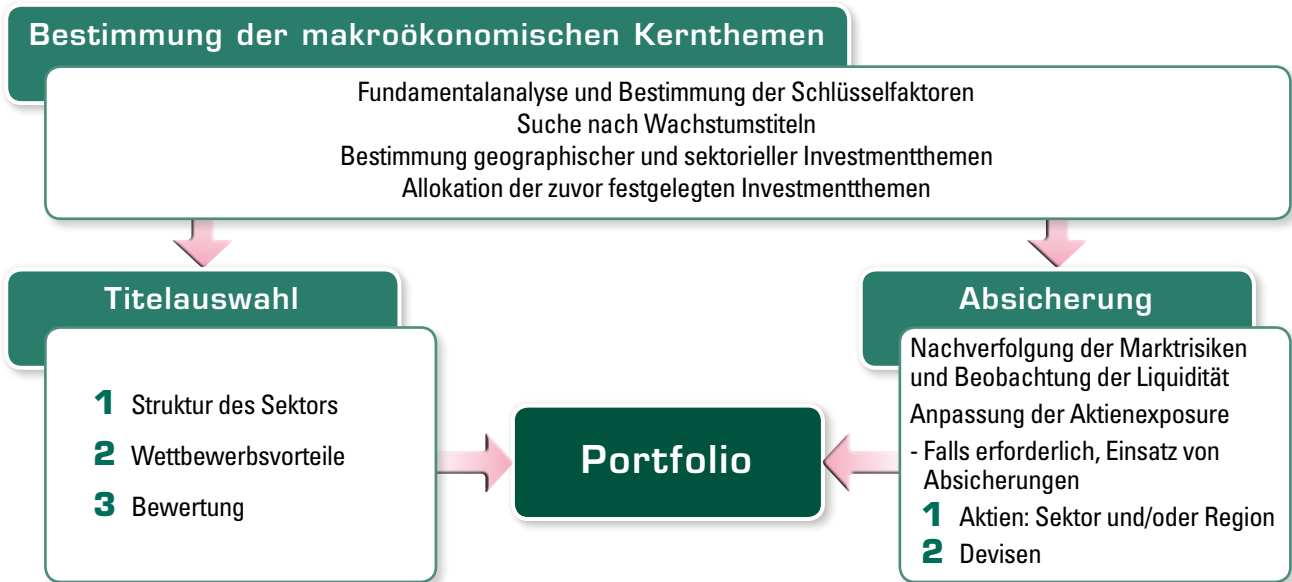 Bestimmung der makroökonomischen Kernthemen
Fundamentalanalyse und Bestimmung der Schlüsselfaktoren
Suche nach Wachstumstiteln
Bestimmung geographischer und sektorieller Investmentthemen
Allokation der zuvor festgelegten Investmentthemen
Titelauswahl
1 Struktur des Sektors
2 Wettbewerbsvorteile
3 Bewertung
Portfolio
Absicherung
Nachverfolgung der Marktrisiken
und Beobachtung der Liquidität
Anpassung der Aktienexposure
- Falls erforderlich, Einsatz von
Absicherungen
1 Aktien: Sektor und/oder Region
2 Devisen